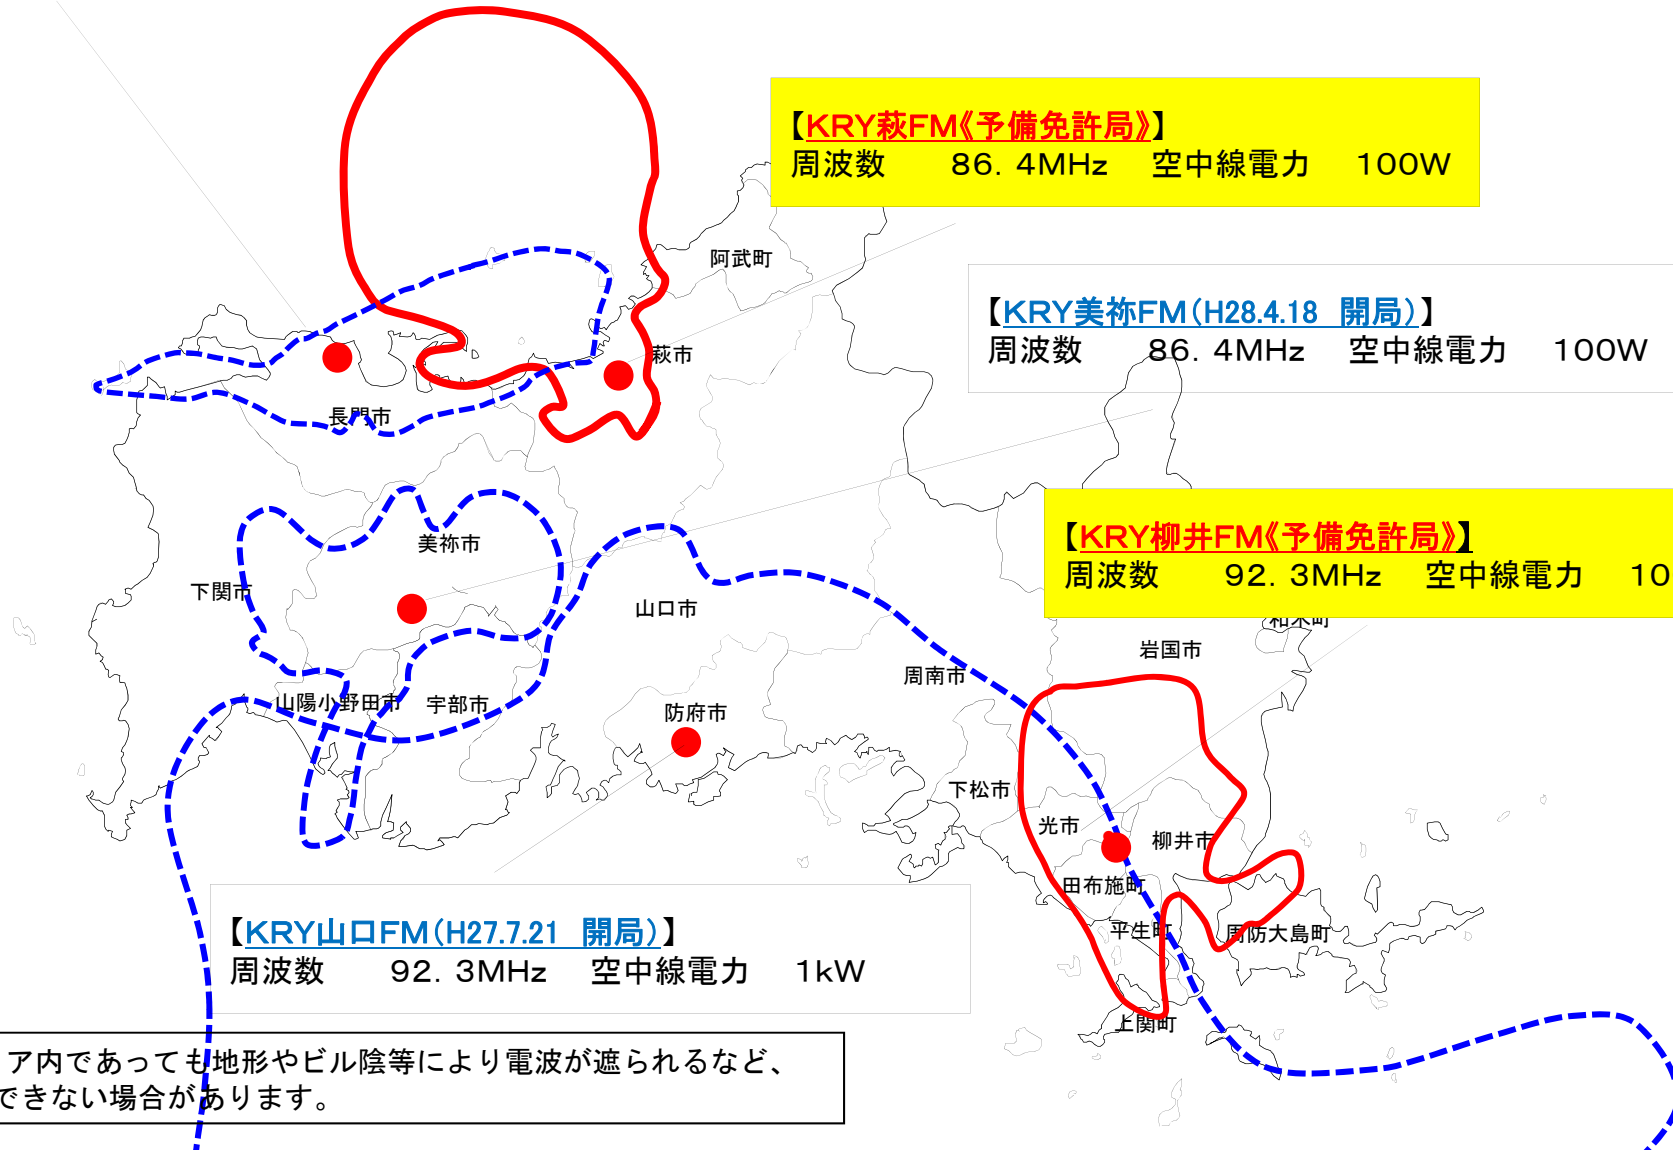 【KRY萩FM《予備免許局》】
周波数　　86．4MHz　空中線電力　100W
阿武町
【KRY美祢FM（H28.4.18　開局）】
周波数　　86．4MHz　空中線電力　100W
萩市
長門市
【KRY柳井FM《予備免許局》】
周波数　　92．3MHz　空中線電力　10
美祢市
下関市
山口市
和木町
岩国市
周南市
山陽小野田市
宇部市
防府市
下松市
光市
柳井市
田布施町
平生町
周防大島町
上関町
【KRY山口FM（H27.7.21　開局）】
周波数　　92．3MHz　空中線電力　1kW
ア内であっても地形やビル陰等により電波が遮られるなど、
できない場合があります。